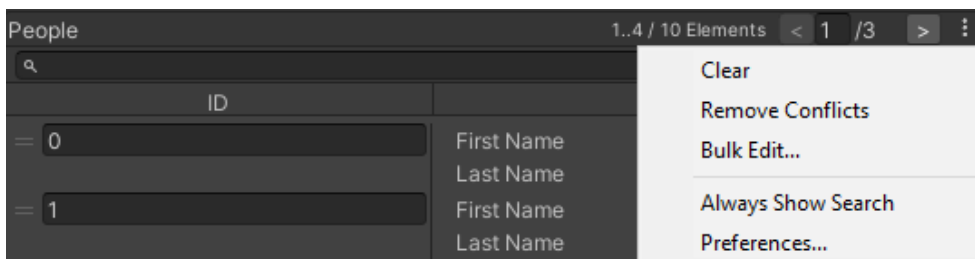 People 1..4 / 10 Elements < 1 /3 >
Clear
ID
Remove Conflicts
0 First Name
Bulk Edit...
Last Name
1 First Name
Always Show Search
Last Name
Preferences...